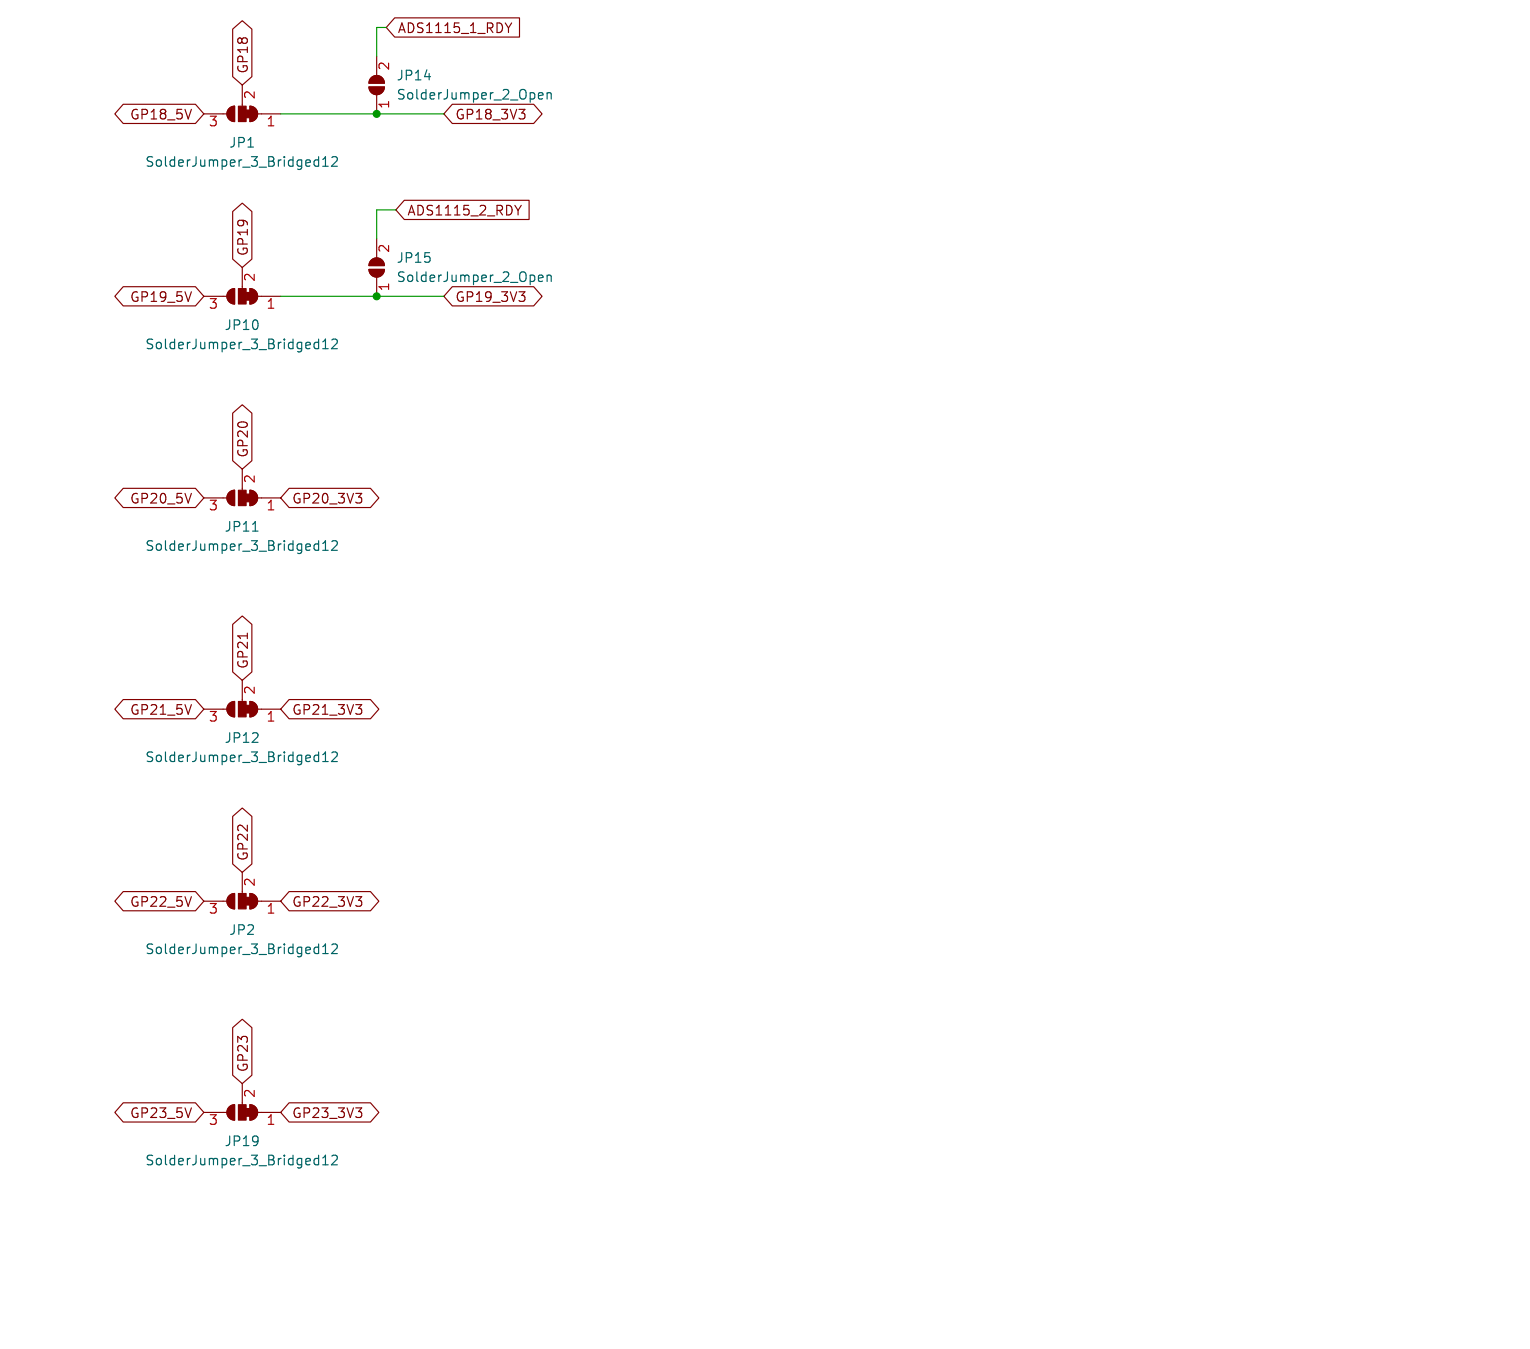 GP18
ADS1115_1_RDY
2
JP14
SolderJumper_2_Open
1
2
GP18_5V
3
1
GP18_3V3
JP1
SolderJumper_3_Bridged12
GP19
ADS1115_2_RDY
2
JP15
SolderJumper_2_Open
1
2
GP19_5V
3
1
GP19_3V3
JP10
SolderJumper_3_Bridged12
GP20
2
GP20_5V
3
1
GP20_3V3
JP11
SolderJumper_3_Bridged12
GP21
2
GP21_5V
3
1
GP21_3V3
JP12
SolderJumper_3_Bridged12
GP22
2
GP22_5V
3
1
GP22_3V3
JP2
SolderJumper_3_Bridged12
GP23
2
GP23_5V
3
1
GP23_3V3
JP19
SolderJumper_3_Bridged12